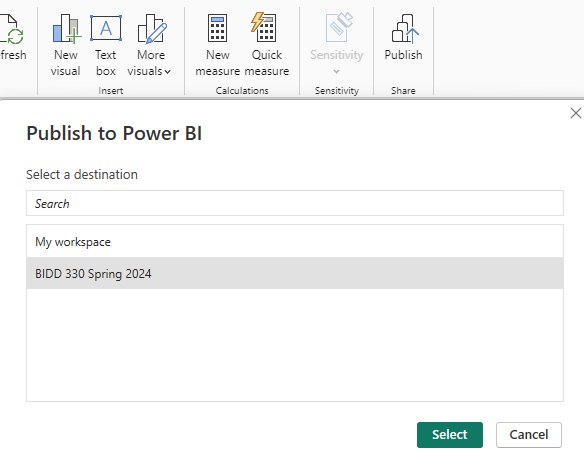 fresh
New visual
Text box
More visuals
Insert
New measure
Quick measure
Calculations
Sensitivity
Sensitivity
Publish
Share
A
Publish to Power BI
Select a destination
Search
My workspace
BIDD 330 Spring 2024
Select
Cancel